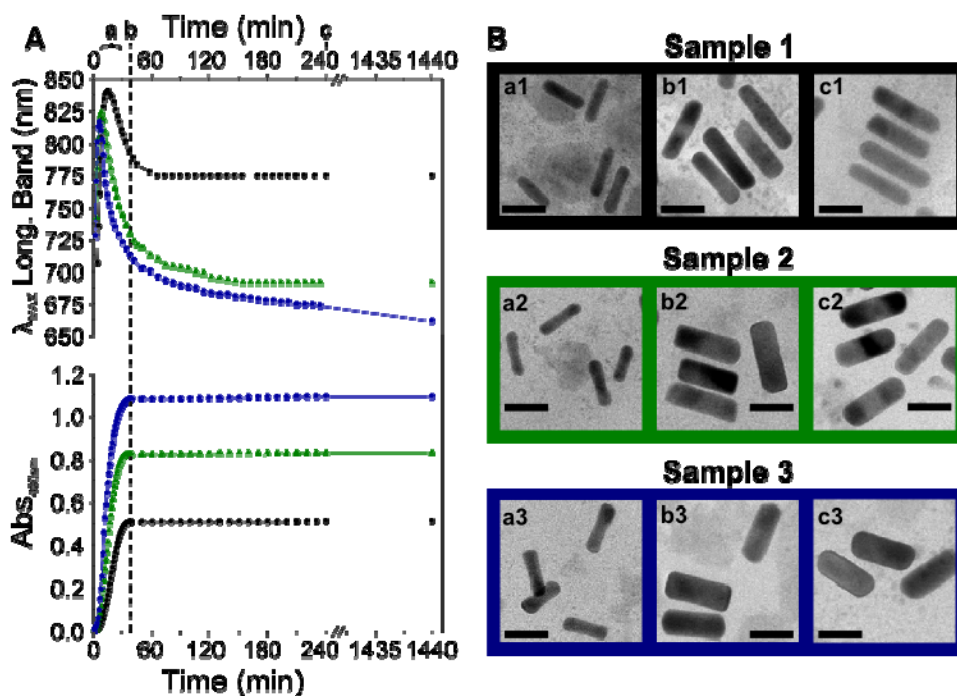 A
Time (min)
a b c
0 60 120 180 240 1435 1440
850
825
800
775
750
725
700
675
650
λMAX Long. Band (nm)
1.2
1.0
0.8
0.6
0.4
0.2
0.0
Abs400nm
0 60 120 180 240 1435 1440
Time (min)
B
Sample 1
a1 b1 c1
Sample 2
a2 b2 c2
Sample 3
a3 b3 c3